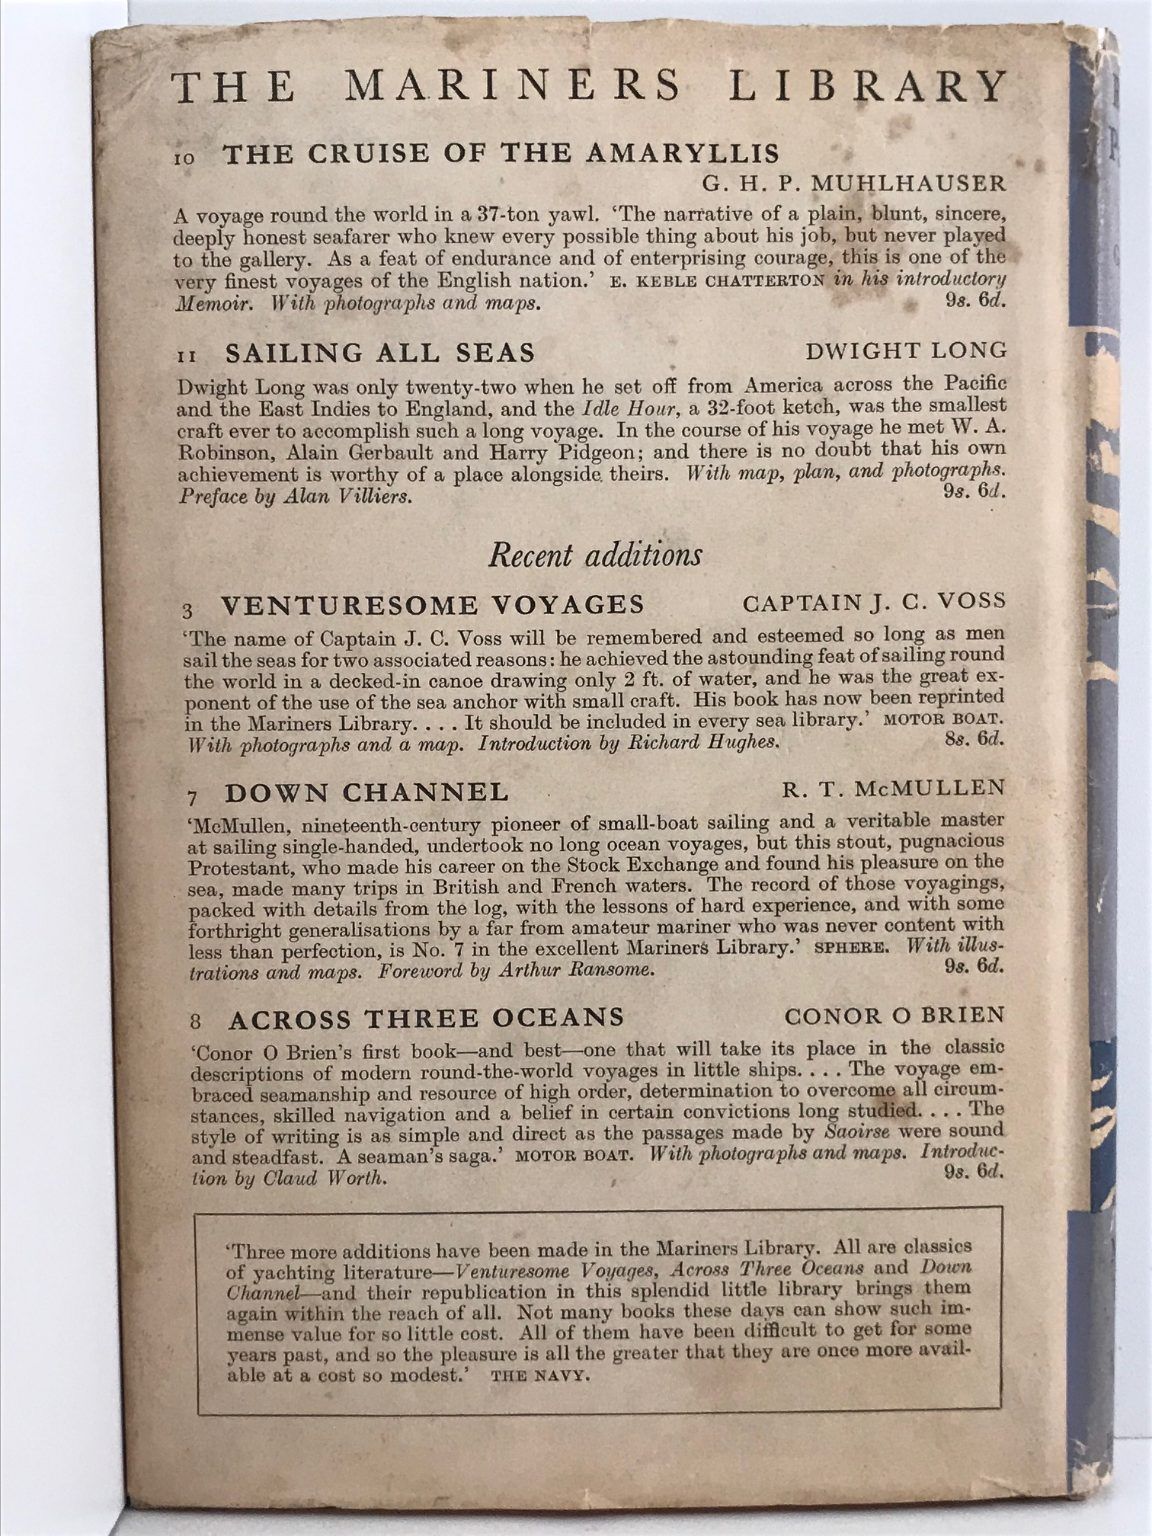 THE MARINERS LIBRARY
10 THE CRUISE OF THE AMARYLLIS
G. H. P. MUHLHAUSER
A voyage round the world in a 37-ton yawl. ‘The narrative of a plain, blunt, sincere,
deeply honest seafarer who knew every possible thing about his job, but never played
to the gallery. As a feat of endurance and of enterprising courage, this is one of the
very finest voyages of the English nation.’ E. KEBLE CHATTERTON in his introductory
Memoir. With photographs and maps. 9s. 6d.
11 SAILING ALL SEAS DWIGHT LONG
Dwight Long was only twenty-two when he set off from America across the Pacific
and the East Indies to England, and the Idle Hour, a 32-foot ketch, was the smallest
craft ever to accomplish such a long voyage. In the course of his voyage he met W. A.
Robinson, Alain Gerbault and Harry Pidgeon; and there is no doubt that his own
achievement is worthy of a place alongside theirs. With map, plan, and photographs.
Preface by Alan Villiers. 9s. 6d.
Recent additions
3 VENTURESOME VOYAGES CAPTAIN J. C. VOSS
‘The name of Captain J. C. Voss will be remembered and esteemed so long as men
sail the seas for two associated reasons: he achieved the astounding feat of sailing round
the world in a decked-in canoe drawing only 2 ft. of water, and he was the great ex-
ponent of the use of the sea anchor with small craft. His book has now been reprinted
in the Mariners Library. . . . It should be included in every sea library.’ MOTOR BOAT.
With photographs and a map. Introduction by Richard Hughes. 8s. 6d.
7 DOWN CHANNEL R. T. McMULLEN
‘McMullen, nineteenth-century pioneer of small-boat sailing and a veritable master
at sailing single-handed, undertook no long ocean voyages, but this stout, pugnacious
Protestant, who made his career on the Stock Exchange and found his pleasure on the
sea, made many trips in British and French waters. The record of those voyagings,
packed with details from the log, with the lessons of hard experience, and with some
forthright generalisations by a far from amateur mariner who was never content with
less than perfection, is No. 7 in the excellent Mariners Library.’ SPHERE. With illus-
trations and maps. Foreword by Arthur Ransome. 9s. 6d.
8 ACROSS THREE OCEANS CONOR O BRIEN
‘Conor O Brien’s first book—and best—one that will take its place in the classic
descriptions of modern round-the-world voyages in little ships. . . . The voyage em-
braced seamanship and resource of high order, determination to overcome all circum-
stances, skilled navigation and a belief in certain convictions long studied. . . . The
style of writing is as simple and direct as the passages made by Saoirse were sound
and steadfast. A seaman’s saga.’ MOTOR BOAT. With photographs and maps. Introduc-
tion by Claud Worth. 9s. 6d.
‘Three more additions have been made in the Mariners Library. All are classics
of yachting literature—Venturesome Voyages, Across Three Oceans and Down
Channel—and their republication in this splendid little library brings them
again within the reach of all. Not many books these days can show such im-
mense value for so little cost. All of them have been difficult to get for some
years past, and so the pleasure is all the greater that they are once more avail-
able at a cost so modest.’ THE NAVY.